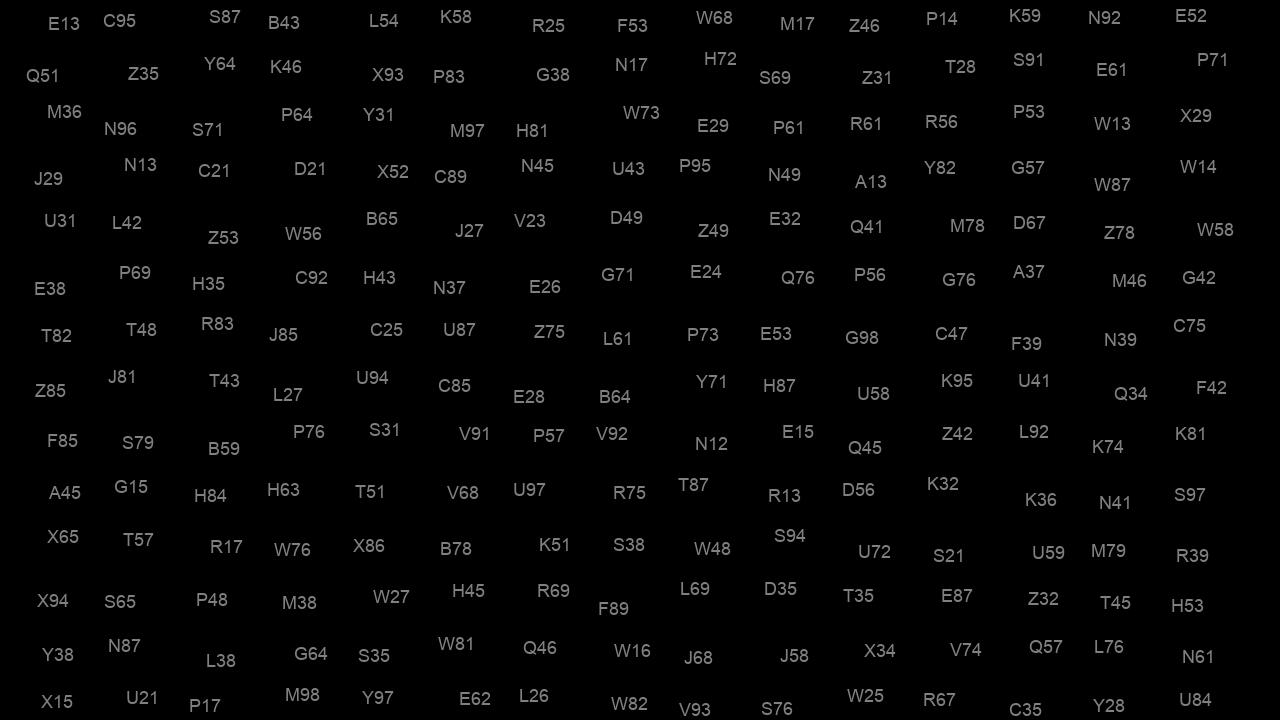 E13 C95 S87 B43 L54 K58 R25 F53 W68 M17 Z46 P14 K59 N92 E52
Q51 Z35 Y64 K46 X93 P83 G38 N17 H72 S69 Z31 T28 S91 E61 P71
M36 N96 S71 P64 Y31 M97 H81 W73 E29 P61 R61 R56 P53 W13 X29
J29 N13 C21 D21 X52 C89 N45 U43 P95 N49 A13 Y82 G57 W87 W14
U31 L42 Z53 W56 B65 J27 V23 D49 Z49 E32 Q41 M78 D67 Z78 W58
E38 P69 H35 C92 H43 N37 E26 G71 E24 Q76 P56 G76 A37 M46 G42
T82 T48 R83 J85 C25 U87 Z75 L61 P73 E53 G98 C47 F39 N39 C75
Z85 J81 T43 L27 U94 C85 E28 B64 Y71 H87 U58 K95 U41 Q34 F42
F85 S79 B59 P76 S31 V91 P57 V92 N12 E15 Q45 Z42 L92 K74 K81
A45 G15 H84 H63 T51 V68 U97 R75 T87 R13 D56 K32 K36 N41 S97
X65 T57 R17 W76 X86 B78 K51 S38 W48 S94 U72 S21 U59 M79 R39
X94 S65 P48 M38 W27 H45 R69 F89 L69 D35 T35 E87 Z32 T45 H53
Y38 N87 L38 G64 S35 W81 Q46 W16 J68 J58 X34 V74 Q57 L76 N61
X15 U21 P17 M98 Y97 E62 L26 W82 V93 S76 W25 R67 C35 Y28 U84